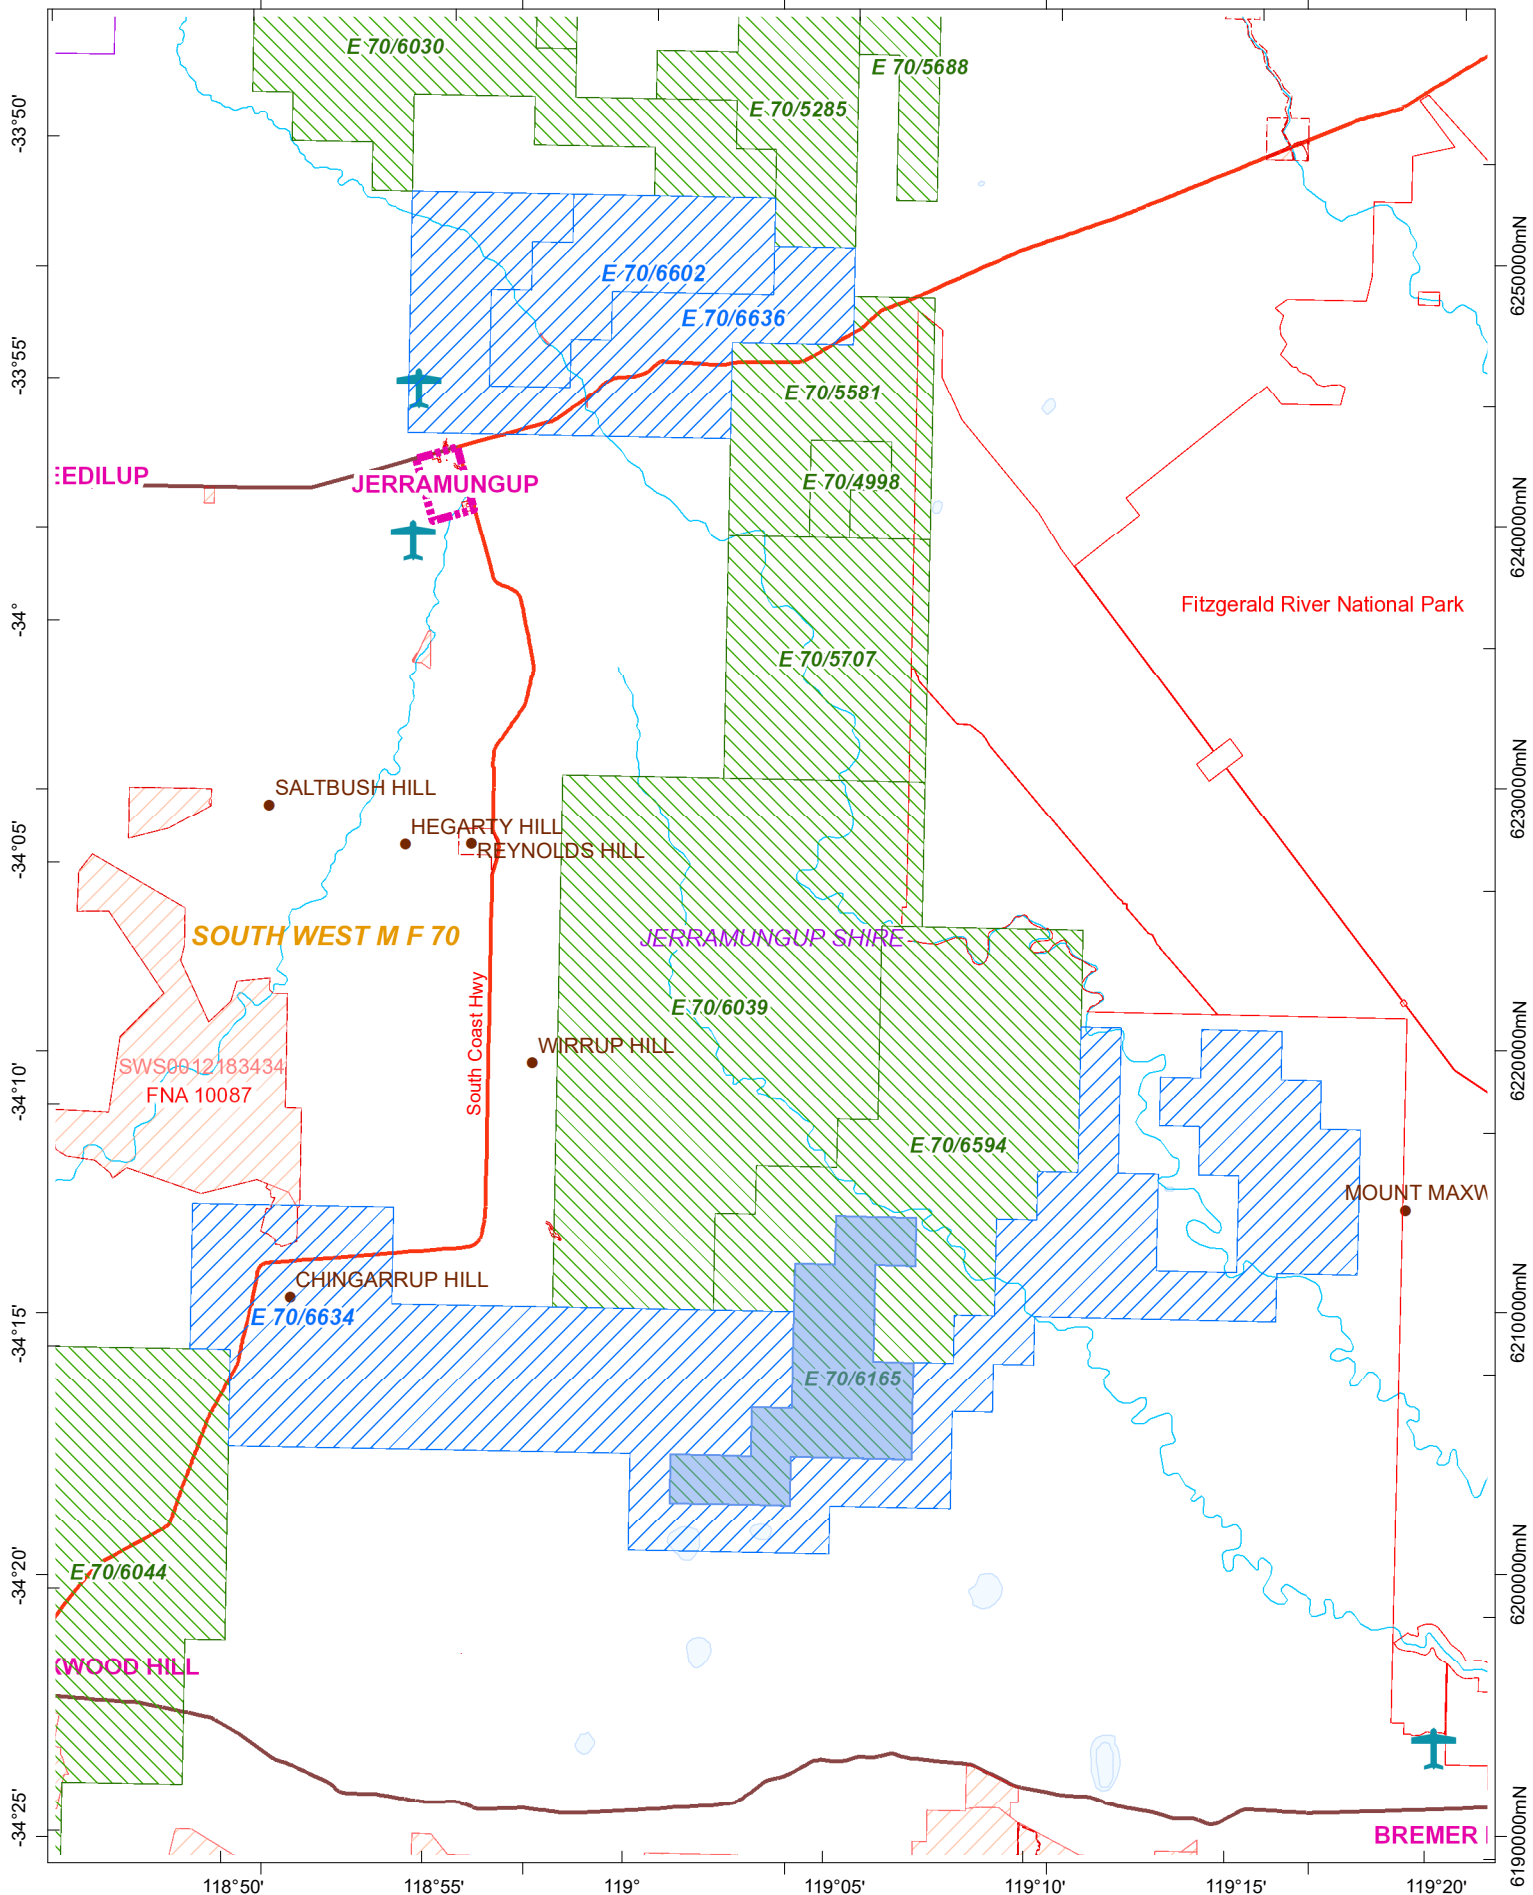 E 70/6030
E 70/5688
E 70/5285
-33°50'
6250000mN
E 70/6602
E 70/6636
-33°55'
E 70/5581
EEDILUP
JERRAMUNGUP
E 70/4998
6240000mN
-34°
Fitzgerald River National Park
E 70/5707
SALTBUSH HILL
6230000mN
HEGARTY HILL
REYNOLDS HILL
-34°05'
SOUTH WEST M F 70
JERRAMUNGUP SHIRE
E 70/6039
South Coast Hwy
WIRRUP HILL
6220000mN
SWS0012183434
FNA 10087
-34°10'
E 70/6594
MOUNT MAXW
CHINGARRUP HILL
E 70/6634
6210000mN
-34°15'
E 70/6165
E 70/6044
-34°20'
6200000mN
WOOD HILL
-34°25'
BREMER
6190000mN
118°50'
118°55'
119°
119°05'
119°10'
119°15'
119°20'